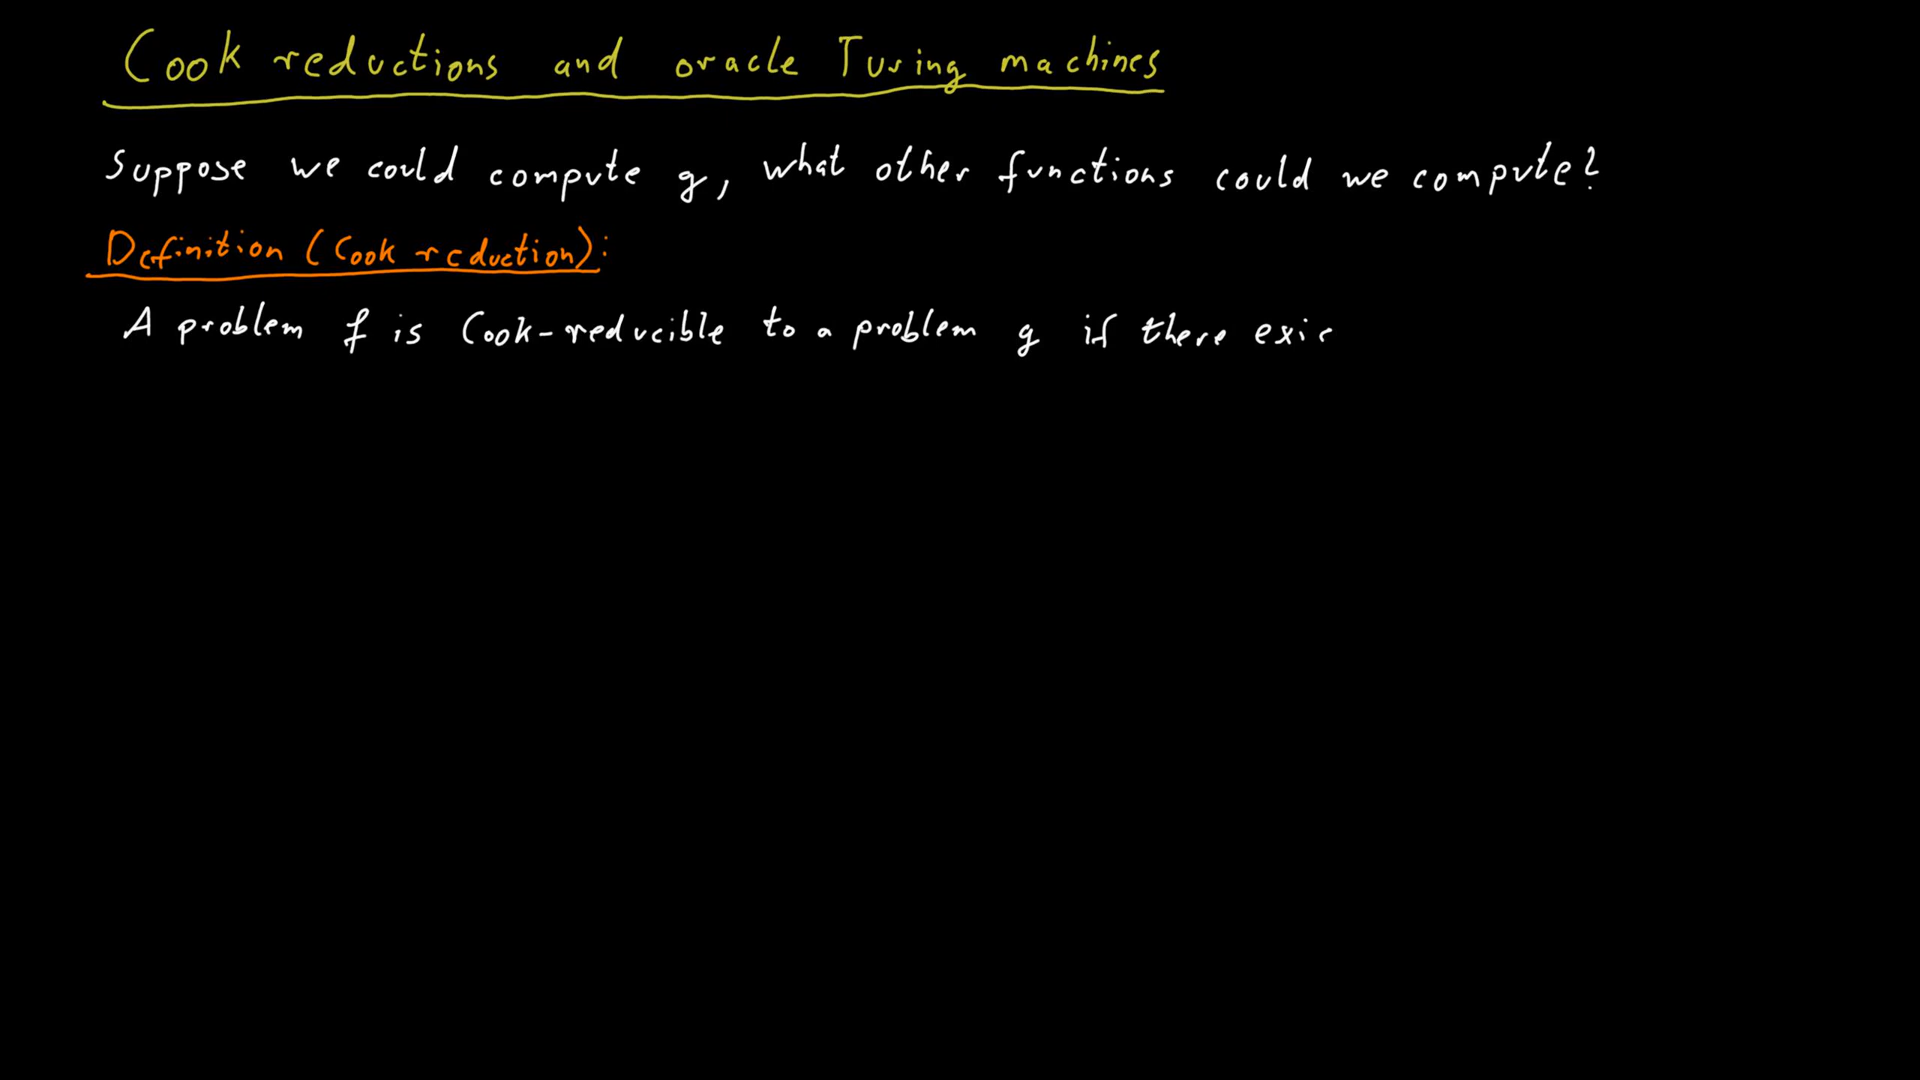 Cook reductions and oracle Turing machines
Suppose we could compute g, what other functions could we compute?
Definition (Cook reduction):
A problem f is Cook-reducible to a problem g if there exis